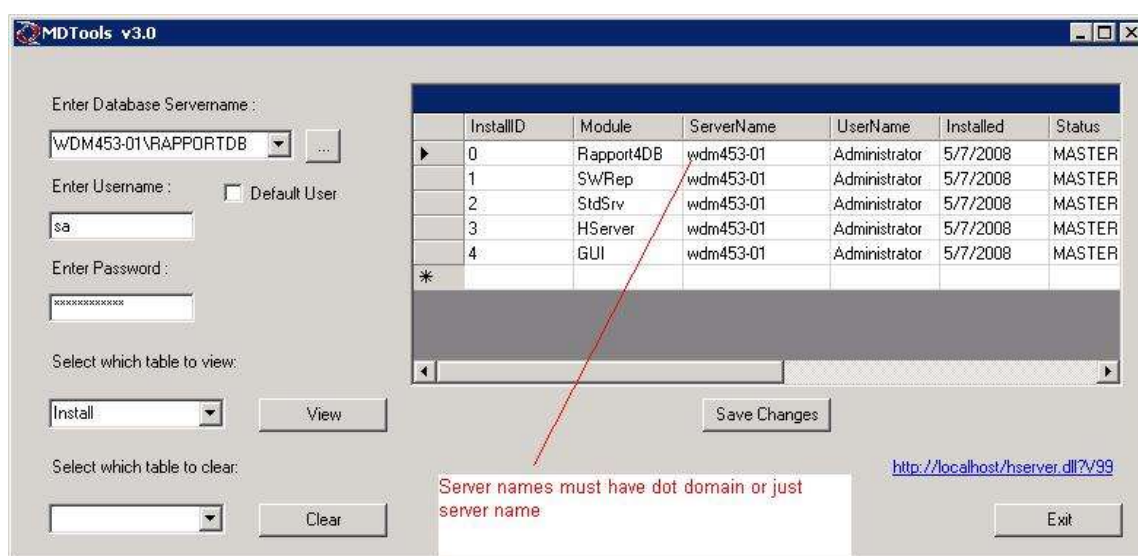 MDTools v3.0
Enter Database Servername :
WDM453-01\RAPPORTDB
...
Enter Username :
Default User
sa
Enter Password :
************
Select which table to view:
Install
View
Select which table to clear:
Clear
InstallID Module ServerName UserName Installed Status
0 Rapport4DB wdm453-01 Administrator 5/7/2008 MASTER
1 SWRep wdm453-01 Administrator 5/7/2008 MASTER
2 StdSrv wdm453-01 Administrator 5/7/2008 MASTER
3 HServer wdm453-01 Administrator 5/7/2008 MASTER
4 GUI wdm453-01 Administrator 5/7/2008 MASTER
Save Changes
Server names must have dot domain or just
server name
http://localhost/hserver.dll?V99
Exit